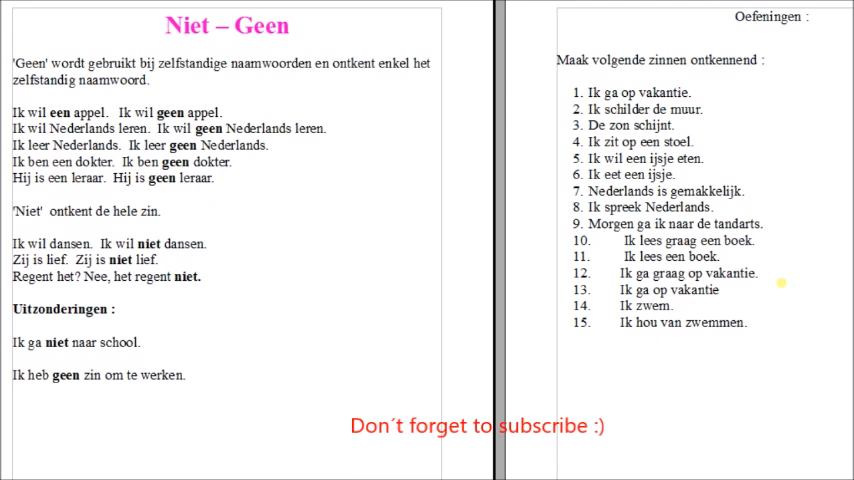 Niet – Geen
'Geen' wordt gebruikt bij zelfstandige naamwoorden en ontkent enkel het
zelfstandig naamwoord.
Ik wil een appel. Ik wil geen appel.
Ik wil Nederlands leren. Ik wil geen Nederlands leren.
Ik leer Nederlands. Ik leer geen Nederlands.
Ik ben een dokter. Ik ben geen dokter.
Hij is een leraar. Hij is geen leraar.
'Niet' ontkent de hele zin.
Ik wil dansen. Ik wil niet dansen.
Zij is lief. Zij is niet lief.
Regent het? Nee, het regent niet.
Uitzonderingen :
Ik ga niet naar school.
Ik heb geen zin om te werken.
Oefeningen :
Maak volgende zinnen ontkennend :
1. Ik ga op vakantie.
2. Ik schilder de muur.
3. De zon schijnt.
4. Ik zit op een stoel.
5. Ik wil een ijsje eten.
6. Ik eet een ijsje.
7. Nederlands is gemakkelijk.
8. Ik spreek Nederlands.
9. Morgen ga ik naar de tandarts.
10. Ik lees graag een boek.
11. Ik lees een boek.
12. Ik ga graag op vakantie.
13. Ik ga op vakantie
14. Ik zwem.
15. Ik hou van zwemmen.
Don´t forget to subscribe :)